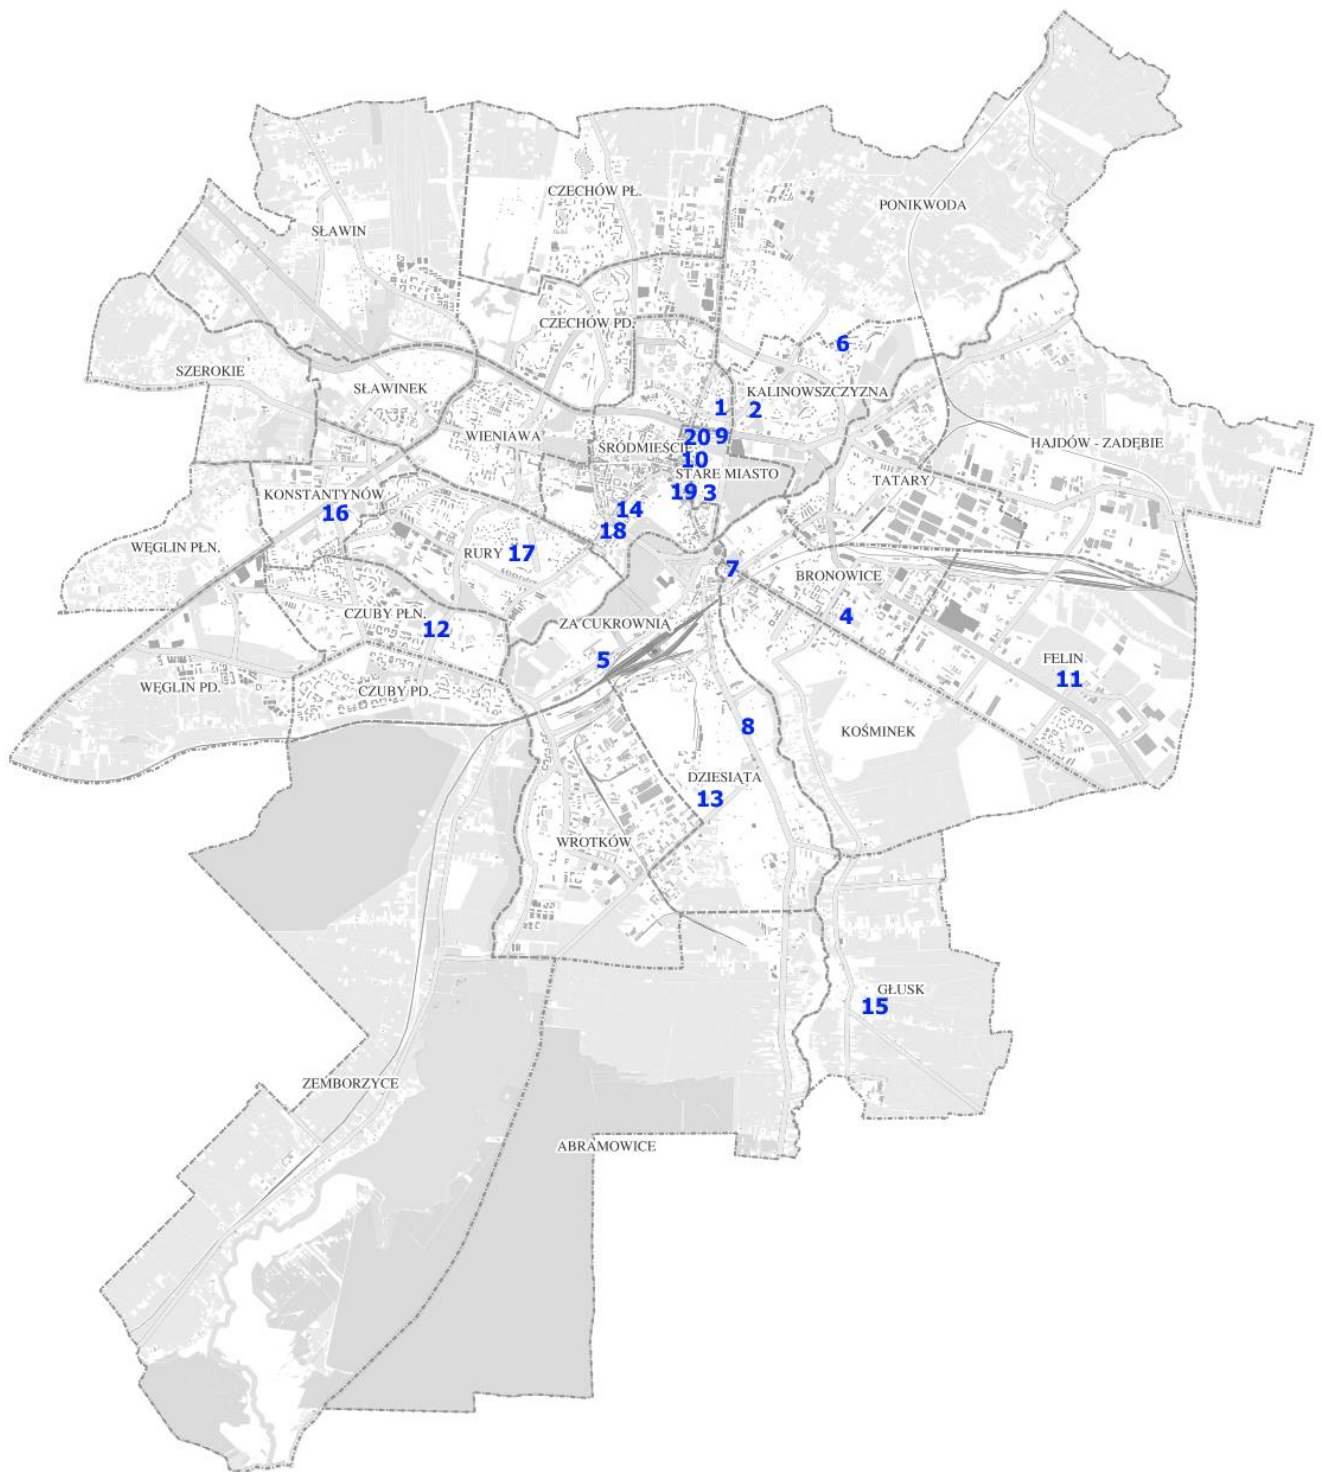 CZECHÓW PŁ.
PONIKWODA
SŁAWIN
CZECHÓW PD.
6
SZEROKIE
SŁAWINEK
KALINOWSZCZYZNA
1
2
WIENIAWA
20
9
ŚRÓDMIEŚCIE
HAJDÓW - ZADĘBIE
10
STARE MIASTO
TATARY
KONSTANTYNÓW
19
3
16
14
18
WĘGLIN PŁN.
RURY
17
7
BRONOWICE
CZUBY PŁN.
4
12
ZA CUKROWNIĄ
5
FELIN
11
WĘGLIN PD.
CZUBY PD.
8
KOŚMINEK
DZIESIĄTA
13
WROTKÓW
GŁUSK
15
ZEMBORZYCE
ABRAMOWICE